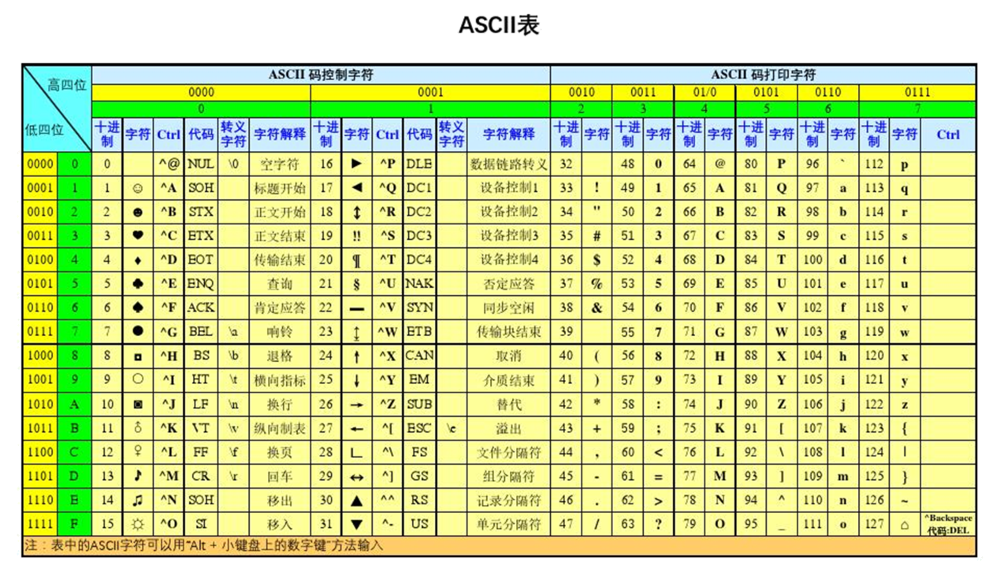 ASCII表
高四位 ASCII 码控制字符 ASCII 码打印字符
0000 0001 0010 0011 01/0 0101 0110 0111
0 1 2 3 4 5 6 7
低四位 十进制 字符 Ctrl 代码 转义字符 字符解释 十进制 字符 Ctrl 代码 转义字符 字符解释 十进制 字符 十进制 字符 十进制 字符 十进制 字符 十进制 字符 十进制 字符 Ctrl
0000 0 0 ^@ NUL \0 空字符 16 ► ^P DLE 数据链路转义 32 48 0 64 @ 80 P 96 ` 112 p
0001 1 1 ☺ ^A SOH 标题开始 17 ◄ ^Q DC1 设备控制1 33 ! 49 1 65 A 81 Q 97 a 113 q
0010 2 2 ☻ ^B STX 正文开始 18 ↕ ^R DC2 设备控制2 34 " 50 2 66 B 82 R 98 b 114 r
0011 3 3 ♥ ^C ETX 正文结束 19 ‼ ^S DC3 设备控制3 35 # 51 3 67 C 83 S 99 c 115 s
0100 4 4 ♦ ^D EOT 传输结束 20 ¶ ^T DC4 设备控制4 36 $ 52 4 68 D 84 T 100 d 116 t
0101 5 5 ♣ ^E ENQ 查询 21 § ^U NAK 否定应答 37 % 53 5 69 E 85 U 101 e 117 u
0110 6 6 ♠ ^F ACK 肯定应答 22 ▬ ^V SYN 同步空闲 38 & 54 6 70 F 86 V 102 f 118 v
0111 7 7 ● ^G BEL \a 响铃 23 ↨ ^W ETB 传输块结束 39 55 7 71 G 87 W 103 g 119 w
1000 8 8 ◘ ^H BS \b 退格 24 ↑ ^X CAN 取消 40 ( 56 8 72 H 88 X 104 h 120 x
1001 9 9 ○ ^I HT \t 横向指标 25 ↓ ^Y EM 介质结束 41 ) 57 9 73 I 89 Y 105 i 121 y
1010 A 10 ◙ ^J LF \n 换行 26 → ^Z SUB 替代 42 * 58 : 74 J 90 Z 106 j 122 z
1011 B 11 ♂ ^K VT \v 纵向制表 27 ← ^[ ESC \e 溢出 43 + 59 ; 75 K 91 [ 107 k 123 {
1100 C 12 ♀ ^L FF \f 换页 28 ∟ ^\ FS 文件分隔符 44 , 60 < 76 L 92 \ 108 l 124 |
1101 D 13 ♪ ^M CR \r 回车 29 ↔ ^] GS 组分隔符 45 - 61 = 77 M 93 ] 109 m 125 }
1110 E 14 ♫ ^N SOH 移出 30 ▲ ^^ RS 记录分隔符 46 . 62 > 78 N 94 ^ 110 n 126 ~
1111 F 15 ☼ ^O SI 移入 31 ▼ ^- US 单元分隔符 47 / 63 ? 79 O 95 _ 111 o 127 ⌂ ^Backspace 代码:DEL
注：表中的ASCII字符可以用"Alt + 小键盘上的数字键"方法输入